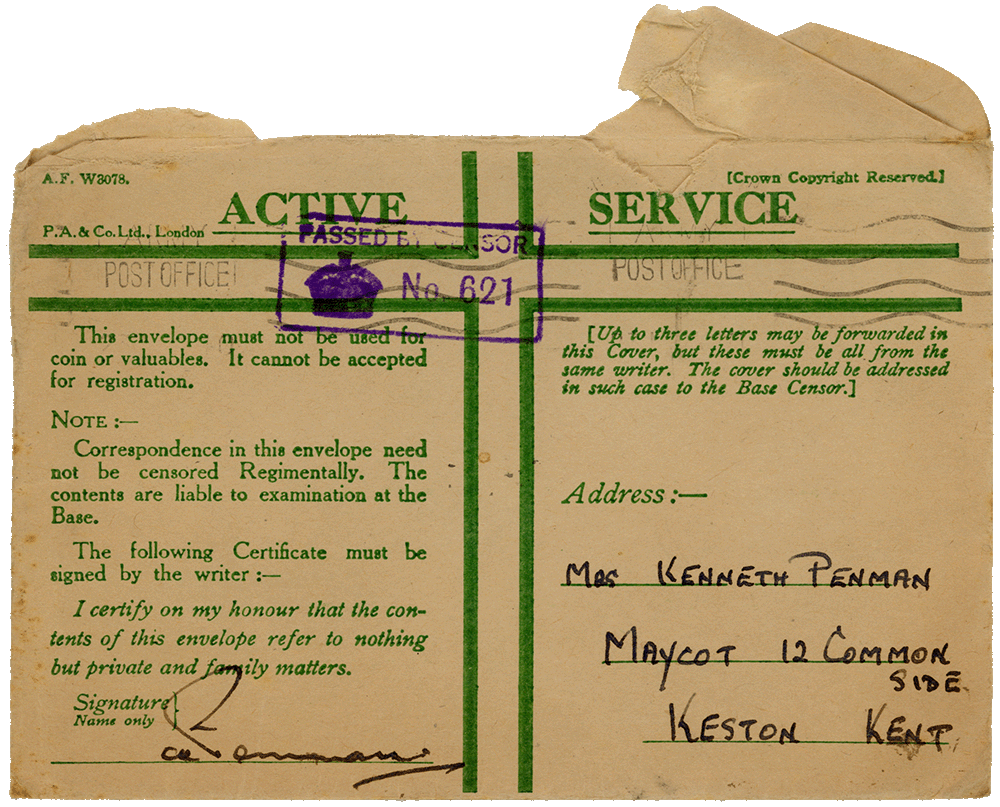 A.F. W3078.
[Crown Copyright Reserved.]
ACTIVE SERVICE
P.A. & Co. Ltd., London
ARMY
POST OFFICE
ARMY
POST OFFICE
PASSED BY CENSOR
No. 621
This envelope must not be used for
coin or valuables. It cannot be accepted
for registration.
NOTE :—
Correspondence in this envelope need
not be censored Regimentally. The
contents are liable to examination at the
Base.
The following Certificate must be
signed by the writer :—
I certify on my honour that the con-
tents of this envelope refer to nothing
but private and family matters.
Signature
Name only
Penman
[Up to three letters may be forwarded in
this Cover, but these must be all from the
same writer. The cover should be addressed
in such case to the Base Censor.]
Address :—
MRS KENNETH PENMAN
MAYCOT 12 COMMON
SIDE
KESTON KENT